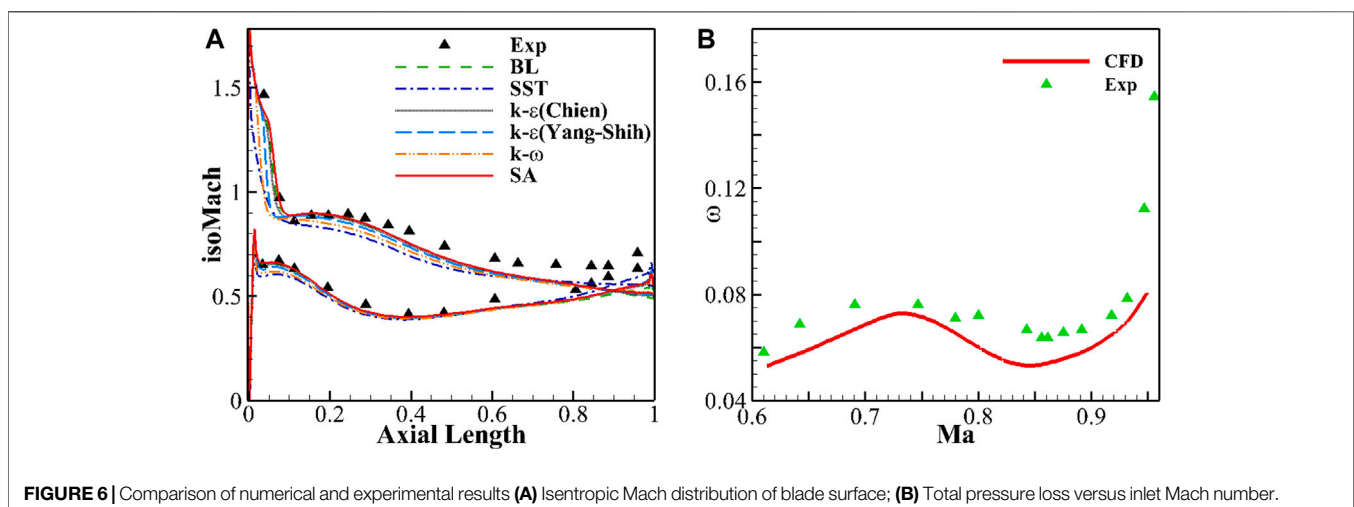 A
Exp
BL
SST
k-ε(Chien)
k-ε(Yang-Shih)
k-ω
SA
isoMach
1.5
1
0.5
0
0
0.2
0.4
0.6
0.8
1
Axial Length
B
CFD
Exp
ω
0.16
0.12
0.08
0.04
0.6
0.7
0.8
0.9
Ma
FIGURE 6 | Comparison of numerical and experimental results (A) Isentropic Mach distribution of blade surface; (B) Total pressure loss versus inlet Mach number.